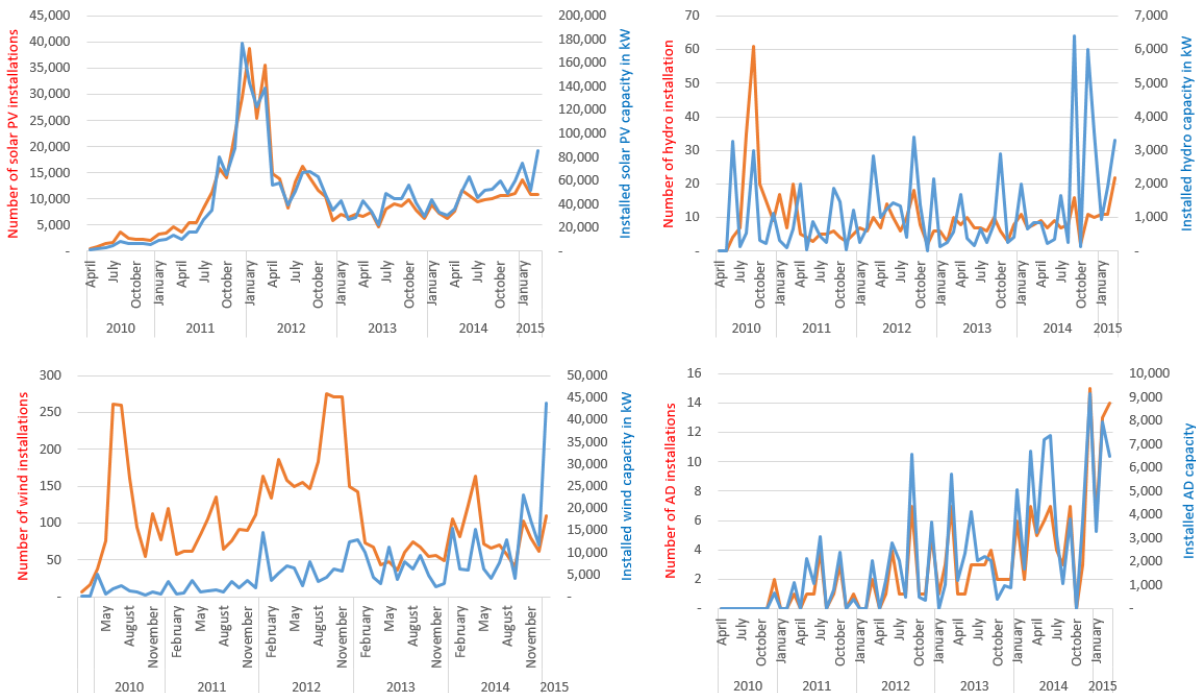 Number of solar PV installations
45,000
40,000
35,000
30,000
25,000
20,000
15,000
10,000
5,000
-
200,000
180,000
160,000
140,000
120,000
100,000
80,000
60,000
40,000
20,000
-
Installed solar PV capacity in kW
April
July
October
January
April
July
October
January
April
July
October
January
April
July
October
January
April
July
October
January
2010
2011
2012
2013
2014
2015
Number of hydro installation
70
60
50
40
30
20
10
-
7,000
6,000
5,000
4,000
3,000
2,000
1,000
-
Installed hydro capacity in kW
April
July
October
January
April
July
October
January
April
July
October
January
April
July
October
January
April
July
October
January
2010
2011
2012
2013
2014
2015
Number of wind installations
300
250
200
150
100
50
-
50,000
45,000
40,000
35,000
30,000
25,000
20,000
15,000
10,000
5,000
-
Installed wind capacity in kW
May
August
November
February
May
August
November
February
May
August
November
February
May
August
November
February
May
August
November
2010
2011
2012
2013
2014
2015
Number of AD installations
16
14
12
10
8
6
4
2
-
10,000
9,000
8,000
7,000
6,000
5,000
4,000
3,000
2,000
1,000
-
Installed AD capacity
April
July
October
January
April
July
October
January
April
July
October
January
April
July
October
January
April
July
October
January
2010
2011
2012
2013
2014
2015